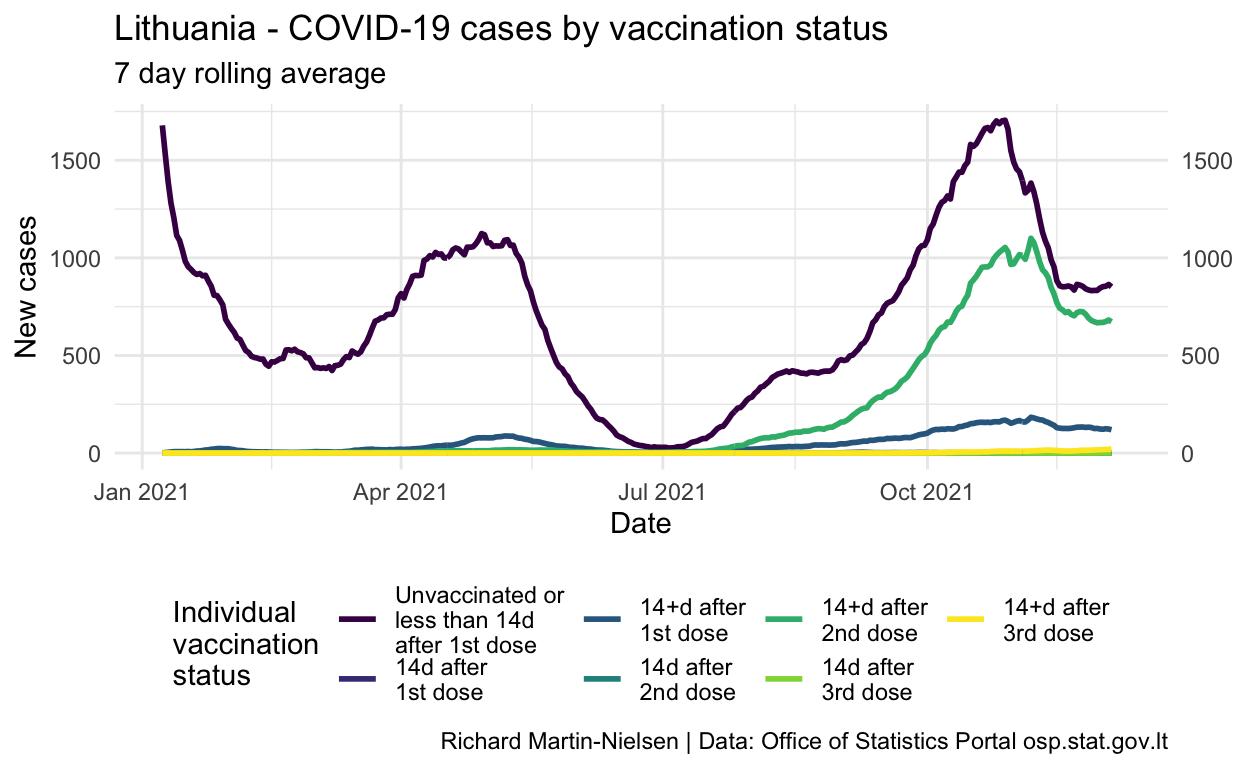 Lithuania - COVID-19 cases by vaccination status
7 day rolling average
New cases
1500
1000
500
0
1500
1000
500
0
Jan 2021
Apr 2021
Jul 2021
Oct 2021
Date
Individual
vaccination
status
Unvaccinated or
less than 14d
after 1st dose
14d after
1st dose
14+d after
1st dose
14d after
2nd dose
14+d after
2nd dose
14d after
3rd dose
14+d after
3rd dose
Richard Martin-Nielsen | Data: Office of Statistics Portal osp.stat.gov.lt